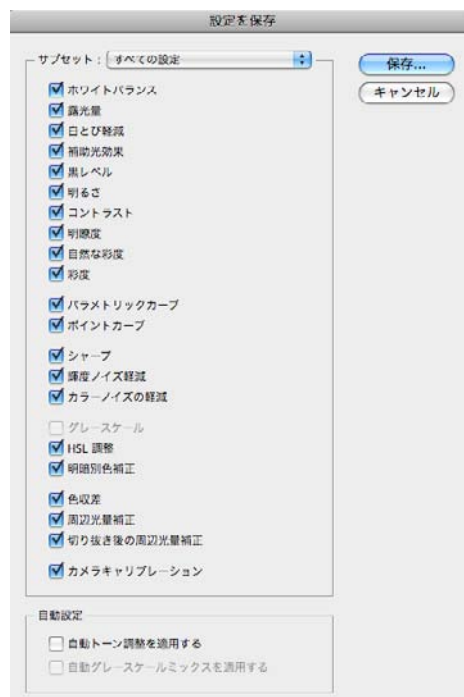 設定を保存
サブセット： すべての設定
保存...
キャンセル
ホワイトバランス
露光量
白とび軽減
補助光効果
黒レベル
明るさ
コントラスト
明瞭度
自然な彩度
彩度
パラメトリックカーブ
ポイントカーブ
シャープ
輝度ノイズ軽減
カラーノイズの軽減
グレースケール
HSL 調整
明暗別色補正
色収差
周辺光量補正
切り抜き後の周辺光量補正
カメラキャリブレーション
自動設定
自動トーン調整を適用する
自動グレースケールミックスを適用する